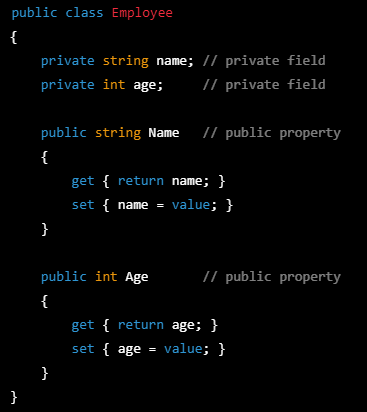 public class Employee
{
    private string name; // private field
    private int age;     // private field

    public string Name   // public property
    {
        get { return name; }
        set { name = value; }
    }

    public int Age       // public property
    {
        get { return age; }
        set { age = value; }
    }
}